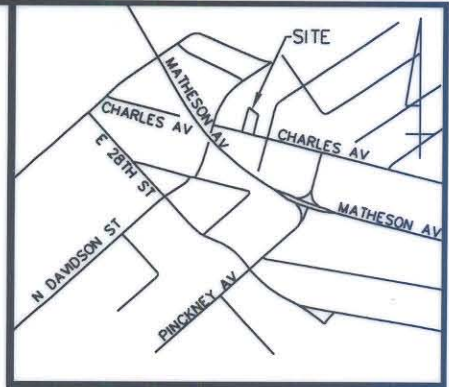 SITE
MATHESON AV
CHARLES AV
CHARLES AV
E 28TH ST
MATHESON AV
N DAVIDSON ST
PINCKNEY AV